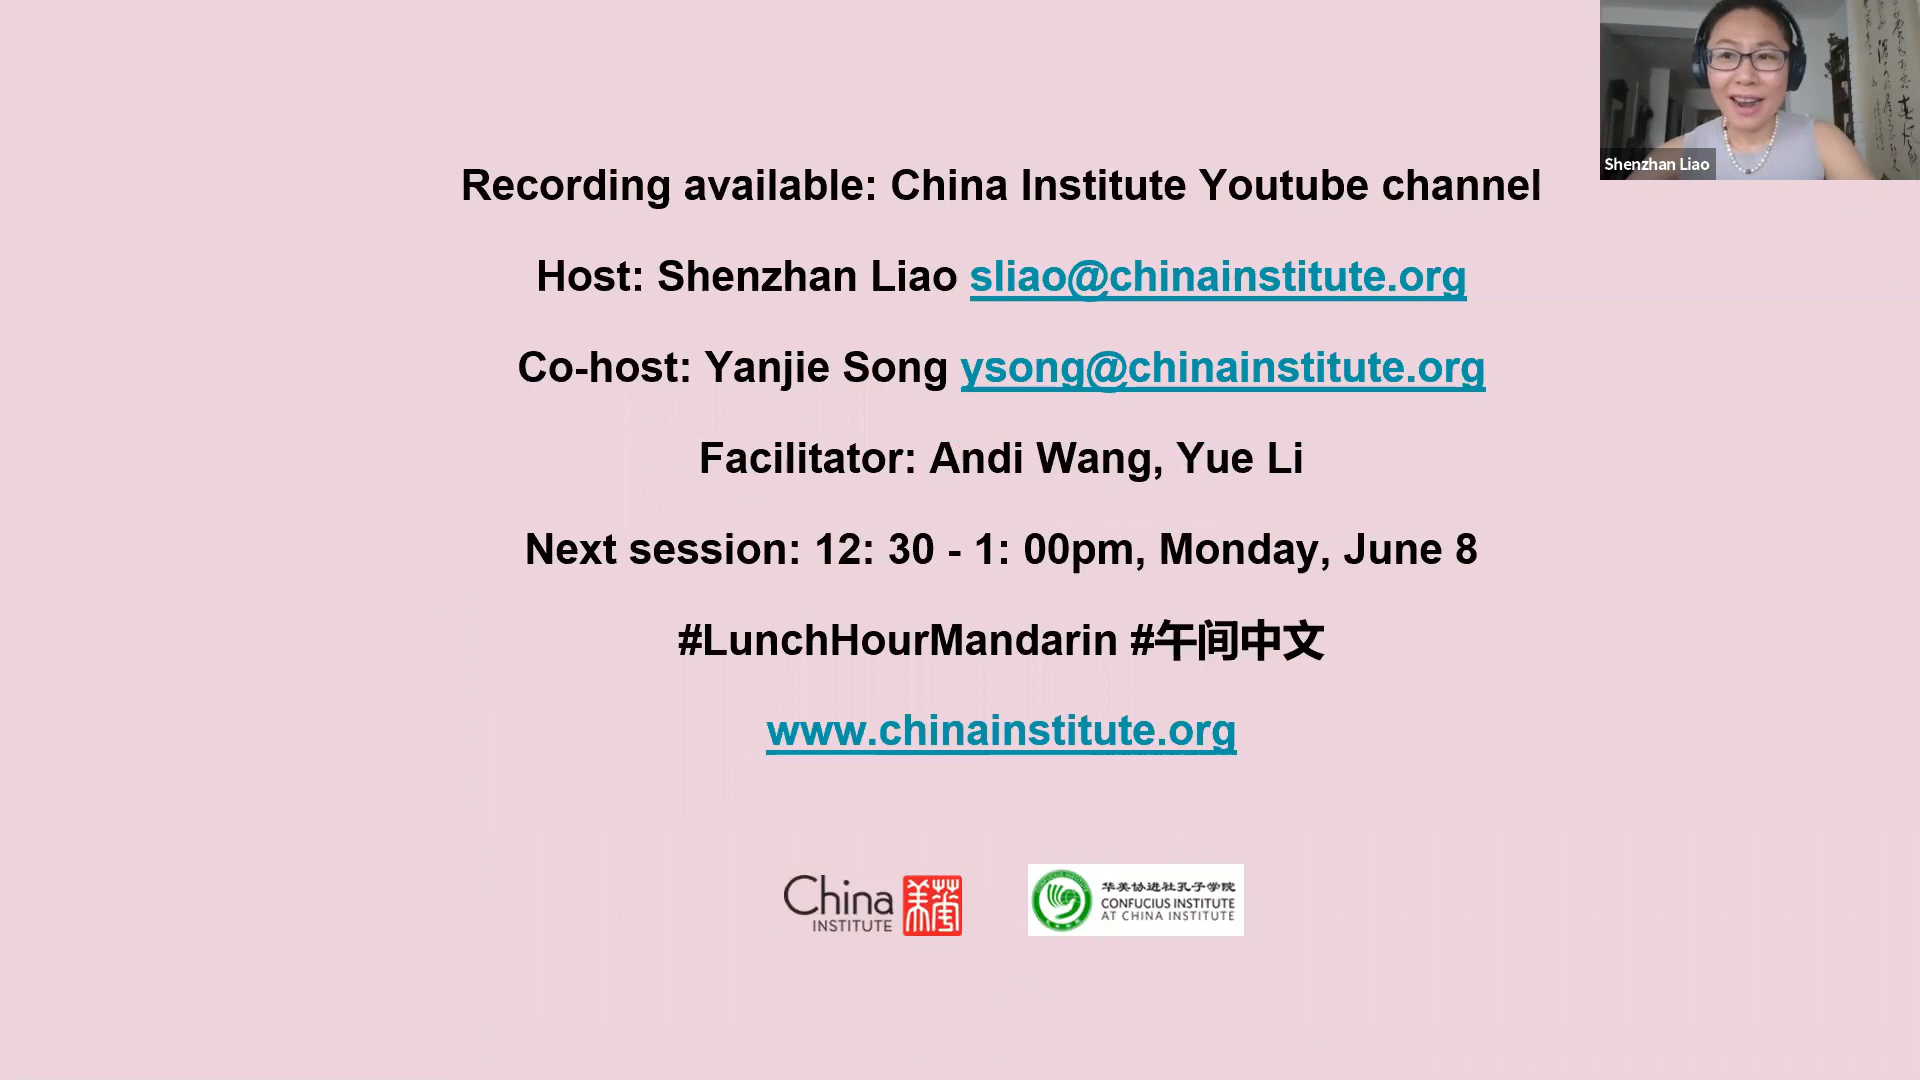 Recording available: China Institute Youtube channel
Host: Shenzhan Liao sliao@chinainstitute.org
Co-host: Yanjie Song ysong@chinainstitute.org
Facilitator: Andi Wang, Yue Li
Next session: 12: 30 - 1: 00pm, Monday, June 8
#LunchHourMandarin #午间中文
www.chinainstitute.org
China
INSTITUTE
华美协进社孔子学院
CONFUCIUS INSTITUTE
AT CHINA INSTITUTE
Shenzhan Liao